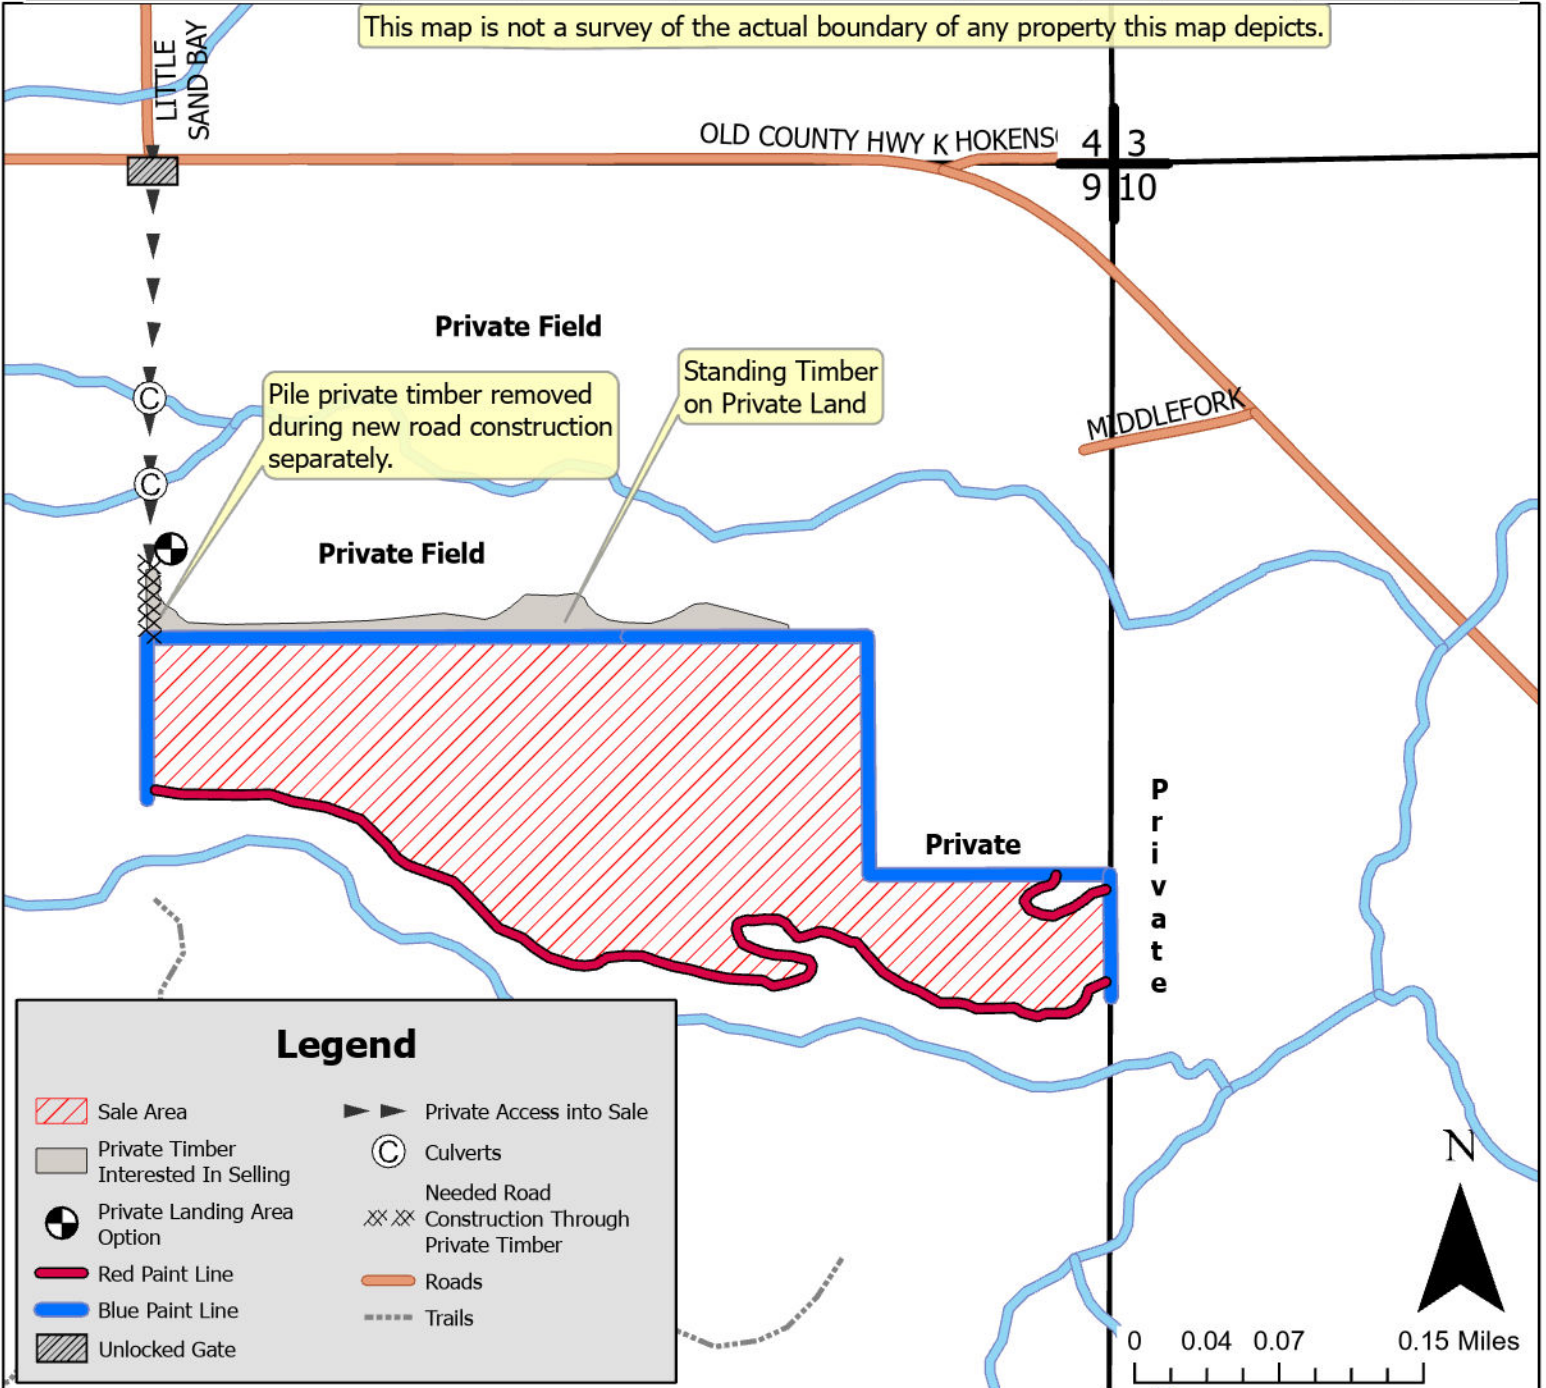 This map is not a survey of the actual boundary of any property this map depicts.
LITTLE
SAND BAY
OLD COUNTY HWY K HOKENS
4 3
9 10
Private Field
Standing Timber
on Private Land
Pile private timber removed
during new road construction
separately.
MIDDLEFORK
C
C
Private Field
Private
Private
Legend
Sale Area
Private Timber
Interested In Selling
Private Landing Area
Option
Red Paint Line
Blue Paint Line
Unlocked Gate
Private Access into Sale
C Culverts
Needed Road
Construction Through
Private Timber
Roads
Trails
N
0 0.04 0.07 0.15 Miles